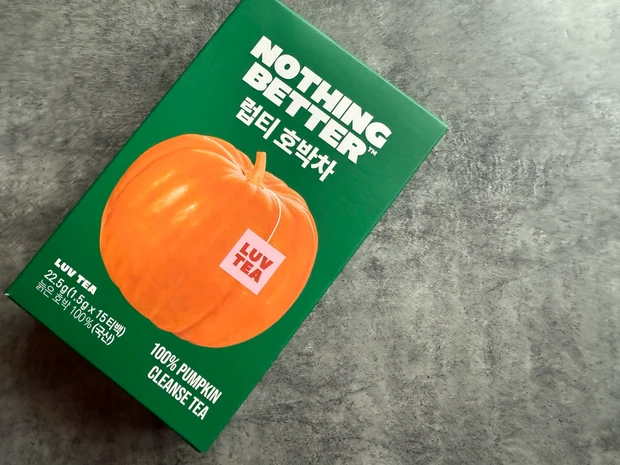 NOTHING
BETTER™
럽티 호박차
LUV
TEA
LUV TEA
22.5g(1.5g x 15티백)
늙은 호박 100% (국산)
100% PUMPKIN
CLEANSE TEA